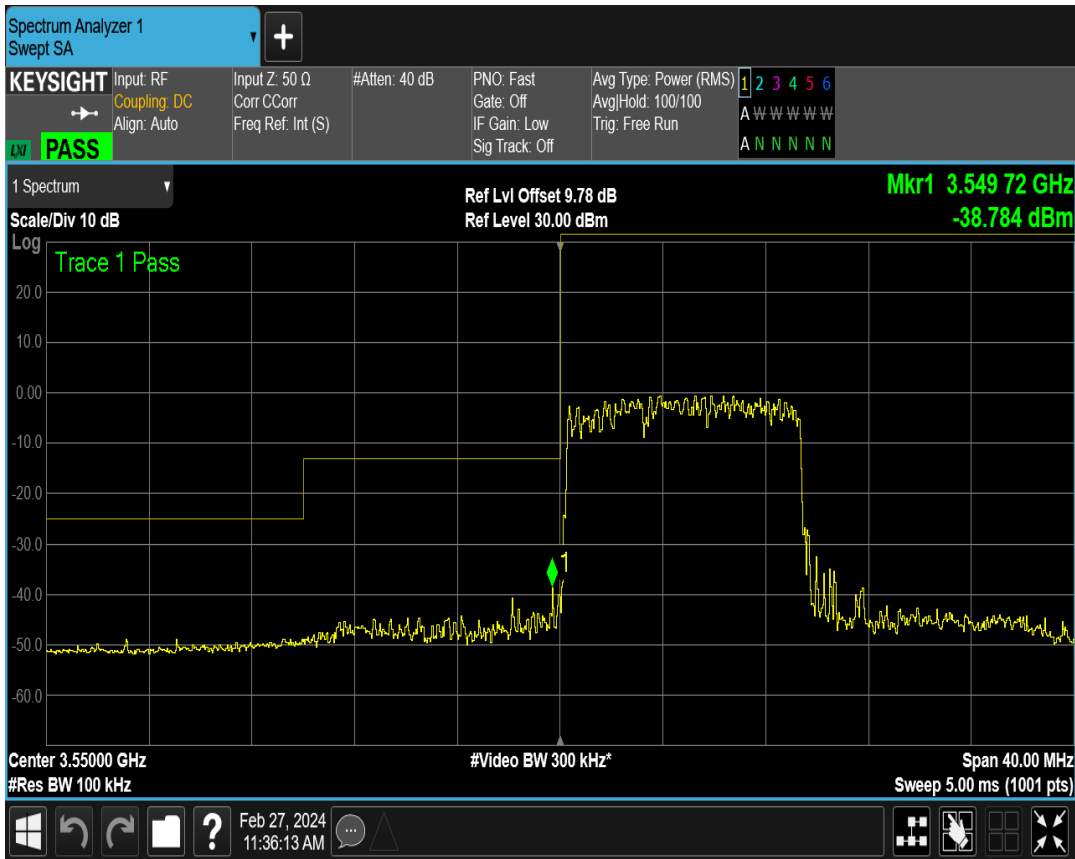 Spectrum Analyzer 1
Swept SA
+
KEYSIGHT
LXI
PASS
Input: RF
Coupling: DC
Align: Auto
Input Z: 50 Ω
Corr CCorr
Freq Ref: Int (S)
#Atten: 40 dB
PNO: Fast
Gate: Off
IF Gain: Low
Sig Track: Off
Avg Type: Power (RMS)
Avg|Hold: 100/100
Trig: Free Run
1 2 3 4 5 6
A W W W W W
A N N N N N
1 Spectrum
Scale/Div 10 dB
Ref Lvl Offset 9.78 dB
Ref Level 30.00 dBm
Mkr1 3.549 72 GHz
-38.784 dBm
Log
Trace 1 Pass
20.0
10.0
0.00
-10.0
-20.0
-30.0
1
-40.0
-50.0
-60.0
Center 3.55000 GHz
#Res BW 100 kHz
#Video BW 300 kHz*
Span 40.00 MHz
Sweep 5.00 ms (1001 pts)
?
Feb 27, 2024
11:36:13 AM